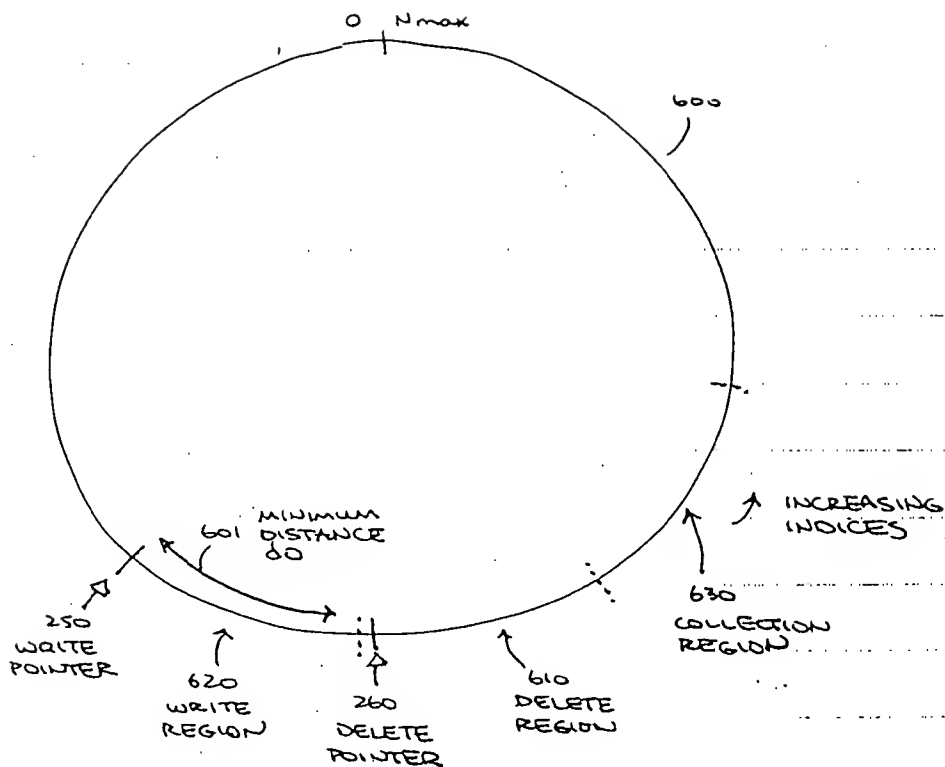 0 Nmax
600
601 MINIMUM
DISTANCE
d0
INCREASING
INDICES
630
COLLECTION
REGION
250
WRITE
POINTER
620
WRITE
REGION
260
DELETE
POINTER
610
DELETE
REGION